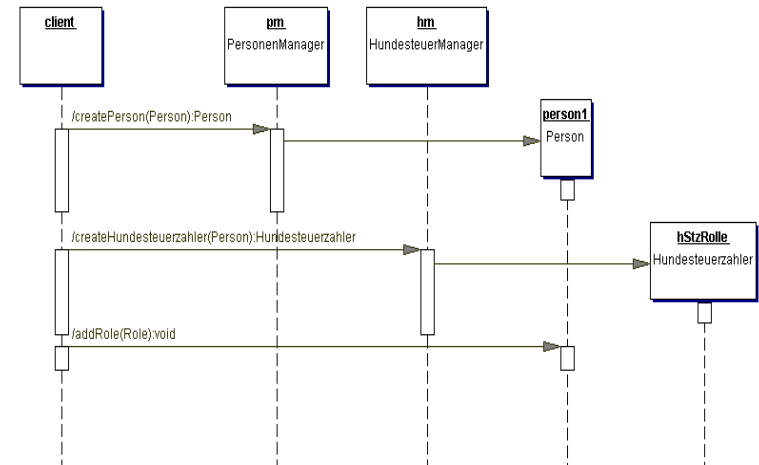 client
pm
PersonenManager
hm
HundesteuerManager
/createPerson(Person):Person
person1
Person
/createHundesteuerzahler(Person):Hundesteuerzahler
hStzRolle
Hundesteuerzahler
/addRole(Role):void